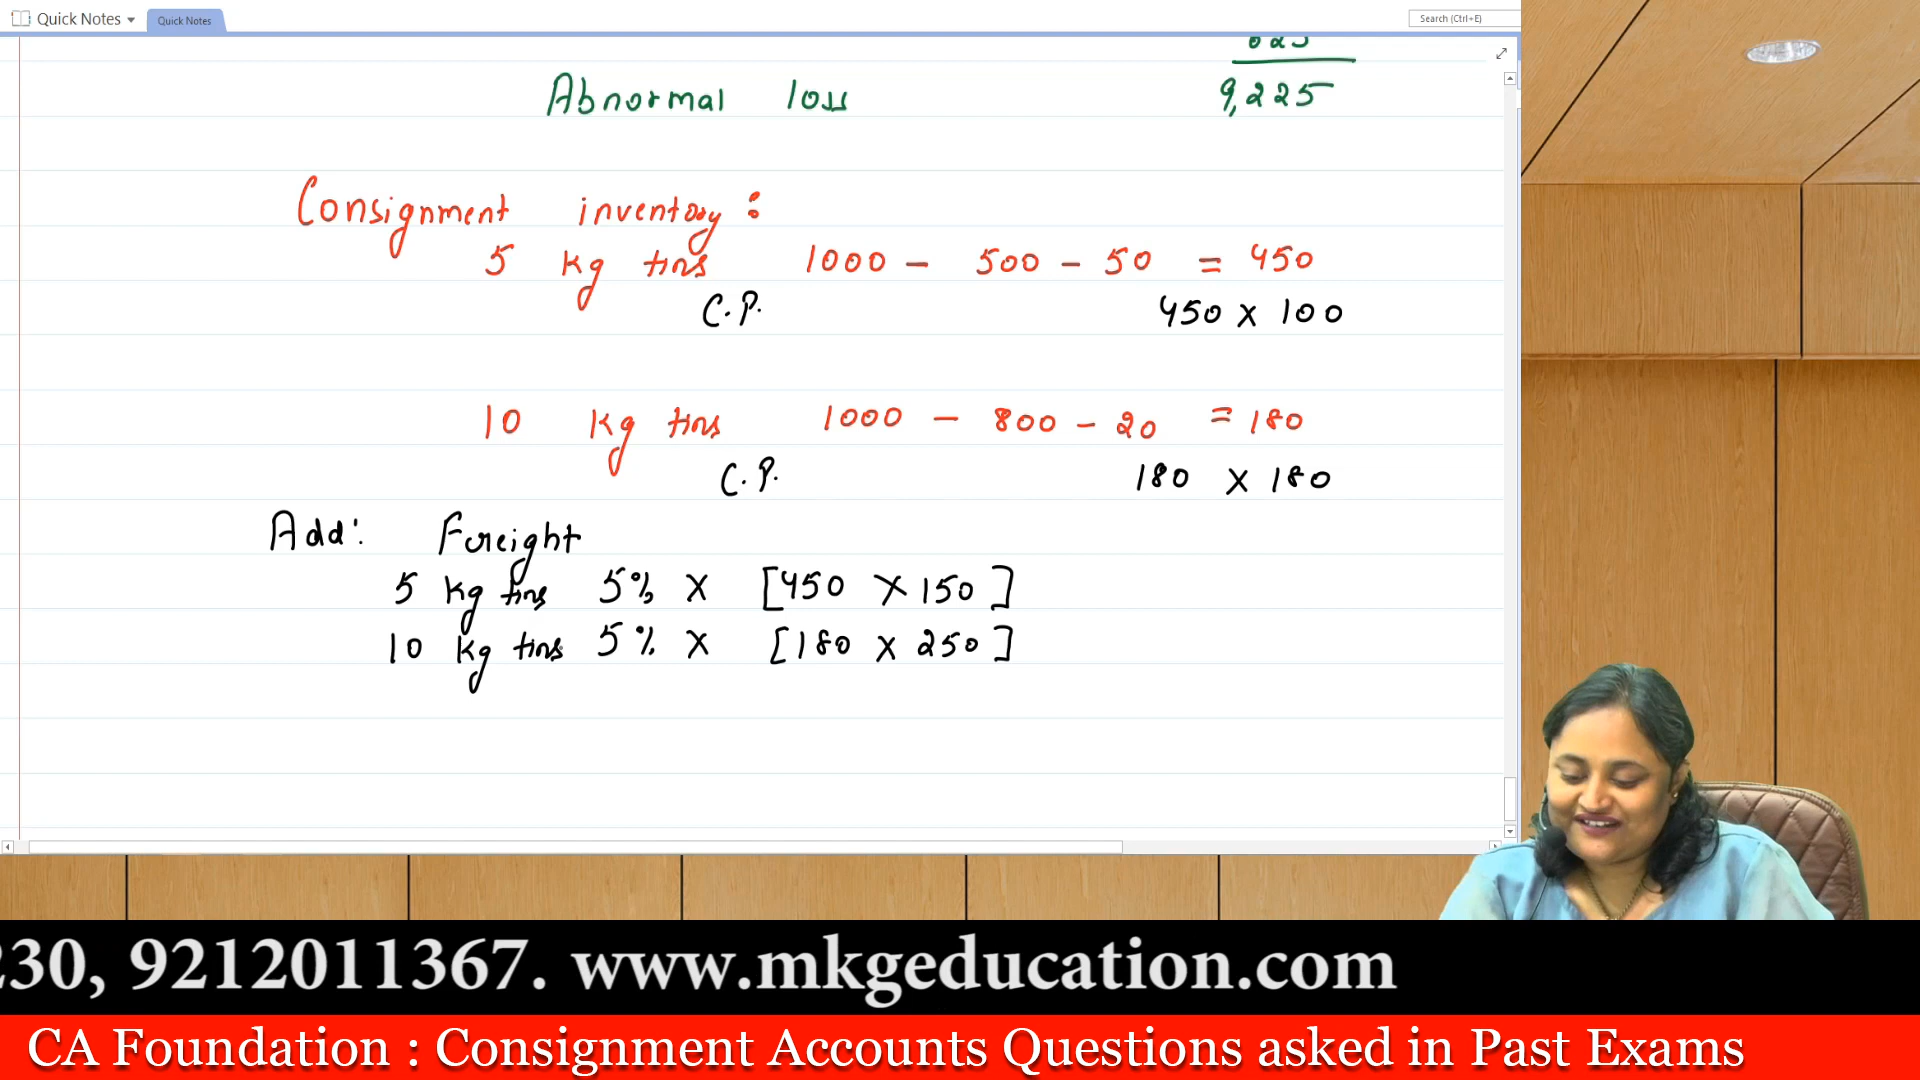 Quick Notes
Quick Notes
Search (Ctrl+E)
Abnormal loss 9,225
Consignment inventory :
5 kg tins 1000 - 500 - 50 = 450
C.P. 450 X 100
10 kg tins 1000 - 800 - 20 = 180
C.P. 180 X 180
Add: Freight
5 kg tins 5% X [450 X 150]
10 kg tins 5% X [180 X 250]
230, 9212011367. www.mkgeducation.com
CA Foundation : Consignment Accounts Questions asked in Past Exams